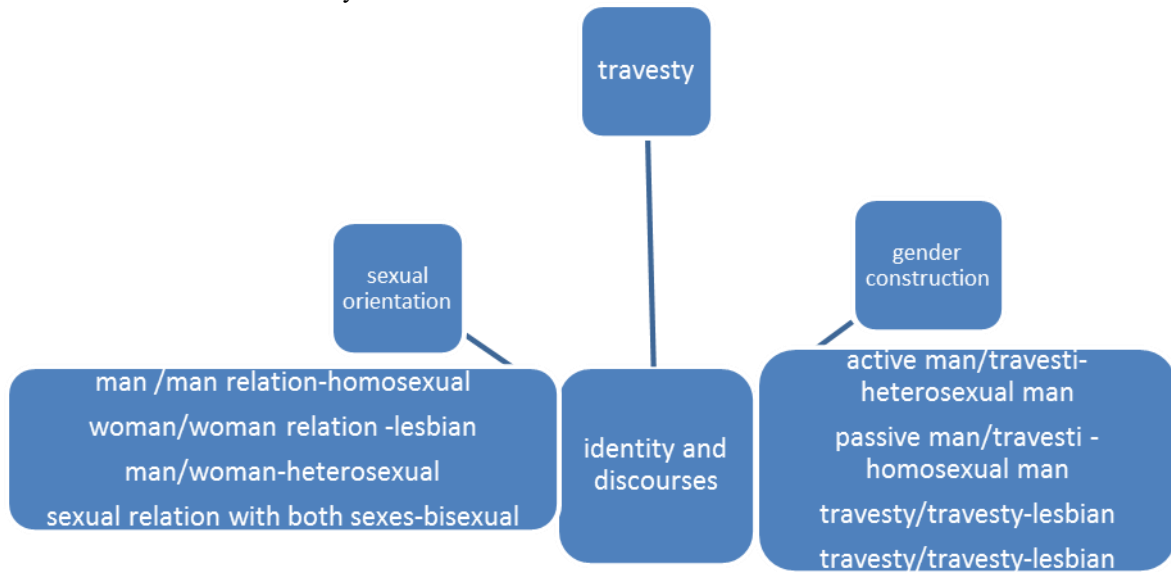 travesty
sexual
orientation
gender
construction
man /man relation-homosexual
woman/woman relation -lesbian
man/woman-heterosexual
sexual relation with both sexes-bisexual
identity and
discourses
active man/travesti-
heterosexual man
passive man/travesti -
homosexual man
travesty/travesty-lesbian
travesty/travesty-lesbian